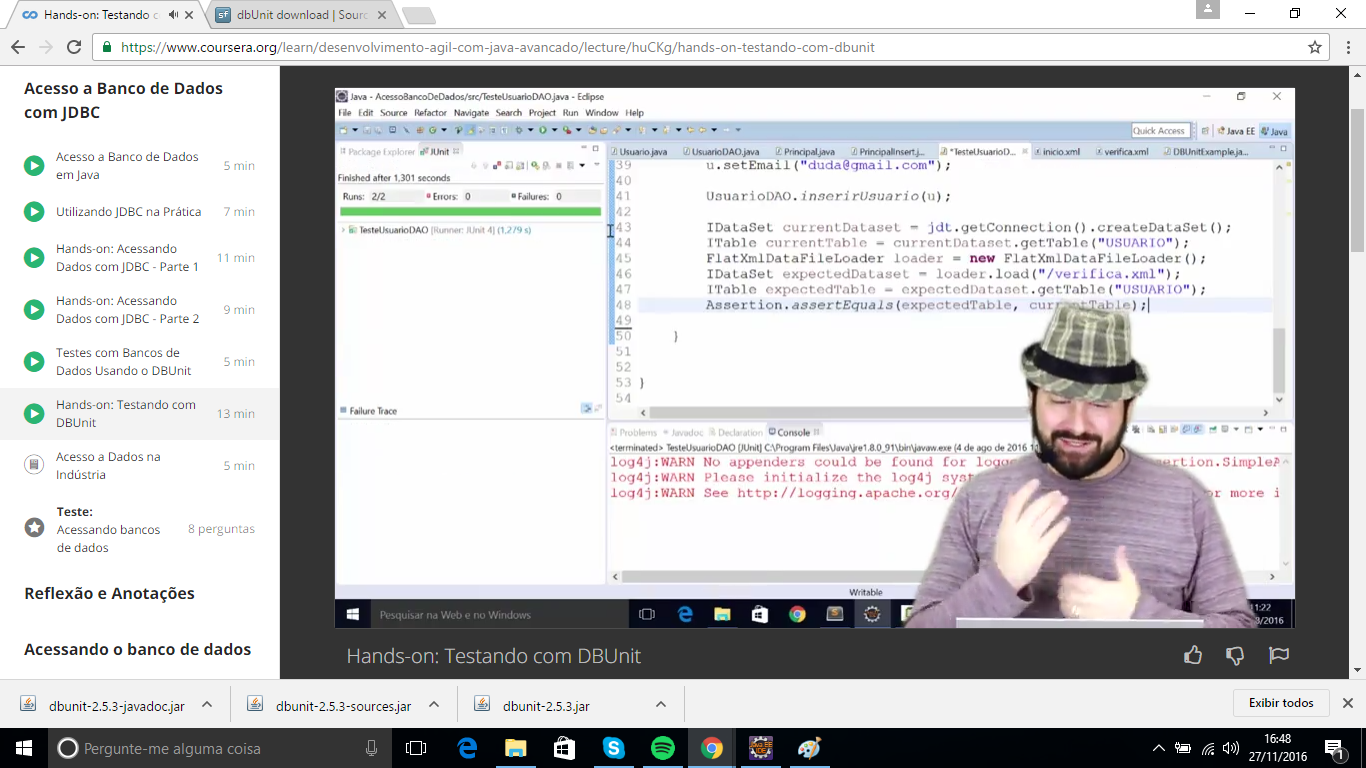 Hands-on: Testando c
dbUnit download | Sourc
https://www.coursera.org/learn/desenvolvimento-agil-com-java-avancado/lecture/huCKg/hands-on-testando-com-dbunit
Acesso a Banco de Dados
com JDBC
Acesso a Banco de Dados
em Java
5 min
Utilizando JDBC na Prática
7 min
Hands-on: Acessando
Dados com JDBC - Parte 1
11 min
Hands-on: Acessando
Dados com JDBC - Parte 2
9 min
Testes com Bancos de
Dados Usando o DBUnit
5 min
Hands-on: Testando com
DBUnit
13 min
Acesso a Dados na
Indústria
5 min
Teste:
Acessando bancos
de dados
8 perguntas
Reflexão e Anotações
Acessando o banco de dados
Java - AcessoBancoDeDados/src/TesteUsuarioDAO.java - Eclipse
File Edit Source Refactor Navigate Search Project Run Window Help
Quick Access
Java EE
Java
Package Explorer
JUnit
Finished after 1,301 seconds
Runs: 2/2
Errors: 0
Failures: 0
TesteUsuarioDAO [Runner: JUnit 4] (1,279 s)
Failure Trace
Usuario.java
UsuarioDAO.java
Principal.java
PrincipalInsert.j...
*TesteUsuarioD...
inicio.xml
verifica.xml
DBUnitExample.ja...
39 u.setEmail("duda@gmail.com");
40
41 UsuarioDAO.inserirUsuario(u);
42
43 IDataSet currentDataset = jdt.getConnection().createDataSet();
44 ITable currentTable = currentDataset.getTable("USUARIO");
45 FlatXmlDataFileLoader loader = new FlatXmlDataFileLoader();
46 IDataSet expectedDataset = loader.load("/verifica.xml");
47 ITable expectedTable = expectedDataset.getTable("USUARIO");
48 Assertion.assertEquals(expectedTable, currentTable);
49
50 }
51
52
53 }
54
Problems
Javadoc
Declaration
Console
<terminated> TesteUsuarioDAO [JUnit] C:\Program Files\Java\jre1.8.0_91\bin\javaw.exe (4 de ago de 2016 1
log4j:WARN No appenders could be found for logg
ertion.SimpleA
log4j:WARN Please initialize the log4j syst
log4j:WARN See http://logging.apache.org/
or more i
Writable
Pesquisar na Web e no Windows
11:22
8/2016
Hands-on: Testando com DBUnit
dbunit-2.5.3-javadoc.jar
dbunit-2.5.3-sources.jar
dbunit-2.5.3.jar
Exibir todos
Pergunte-me alguma coisa
16:48
27/11/2016
1